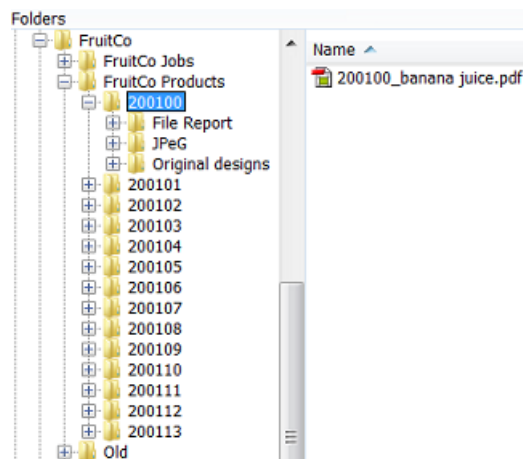 Folders
FruitCo
FruitCo Jobs
FruitCo Products
200100
File Report
JPeG
Original designs
200101
200102
200103
200104
200105
200106
200107
200108
200109
200110
200111
200112
200113
Old
Name
200100_banana juice.pdf